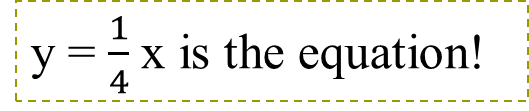 y = 1/4 x is the equation!